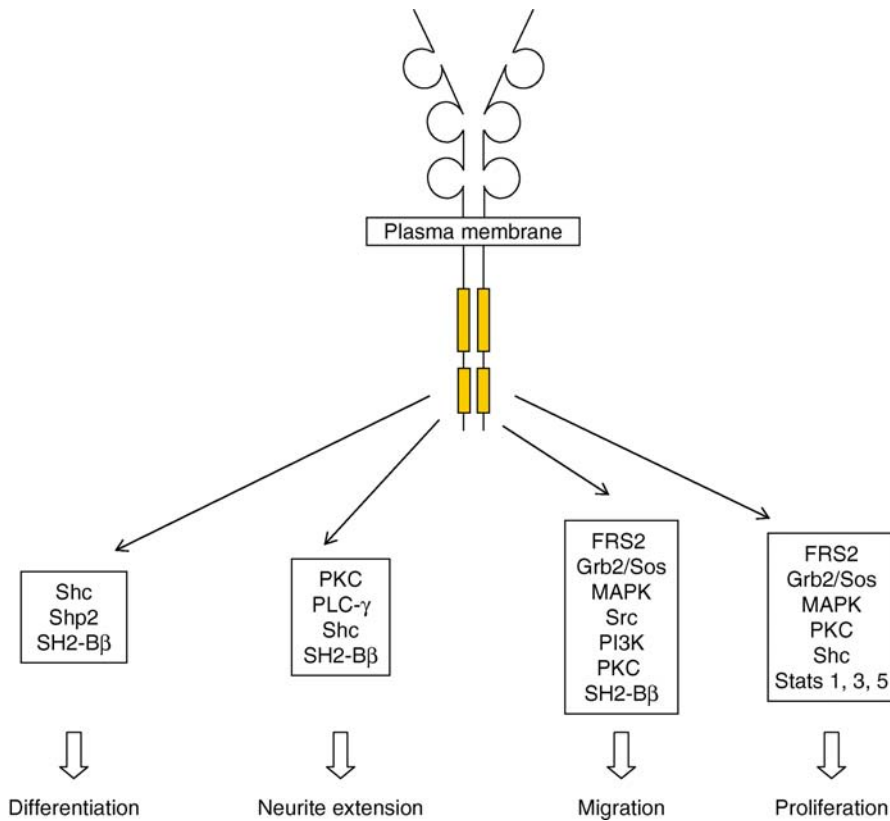 Plasma membrane
Shc
Shp2
SH2-Bβ
PKC
PLC-γ
Shc
SH2-Bβ
FRS2
Grb2/Sos
MAPK
Src
PI3K
PKC
SH2-Bβ
FRS2
Grb2/Sos
MAPK
PKC
Shc
Stats 1, 3, 5
Differentiation
Neurite extension
Migration
Proliferation